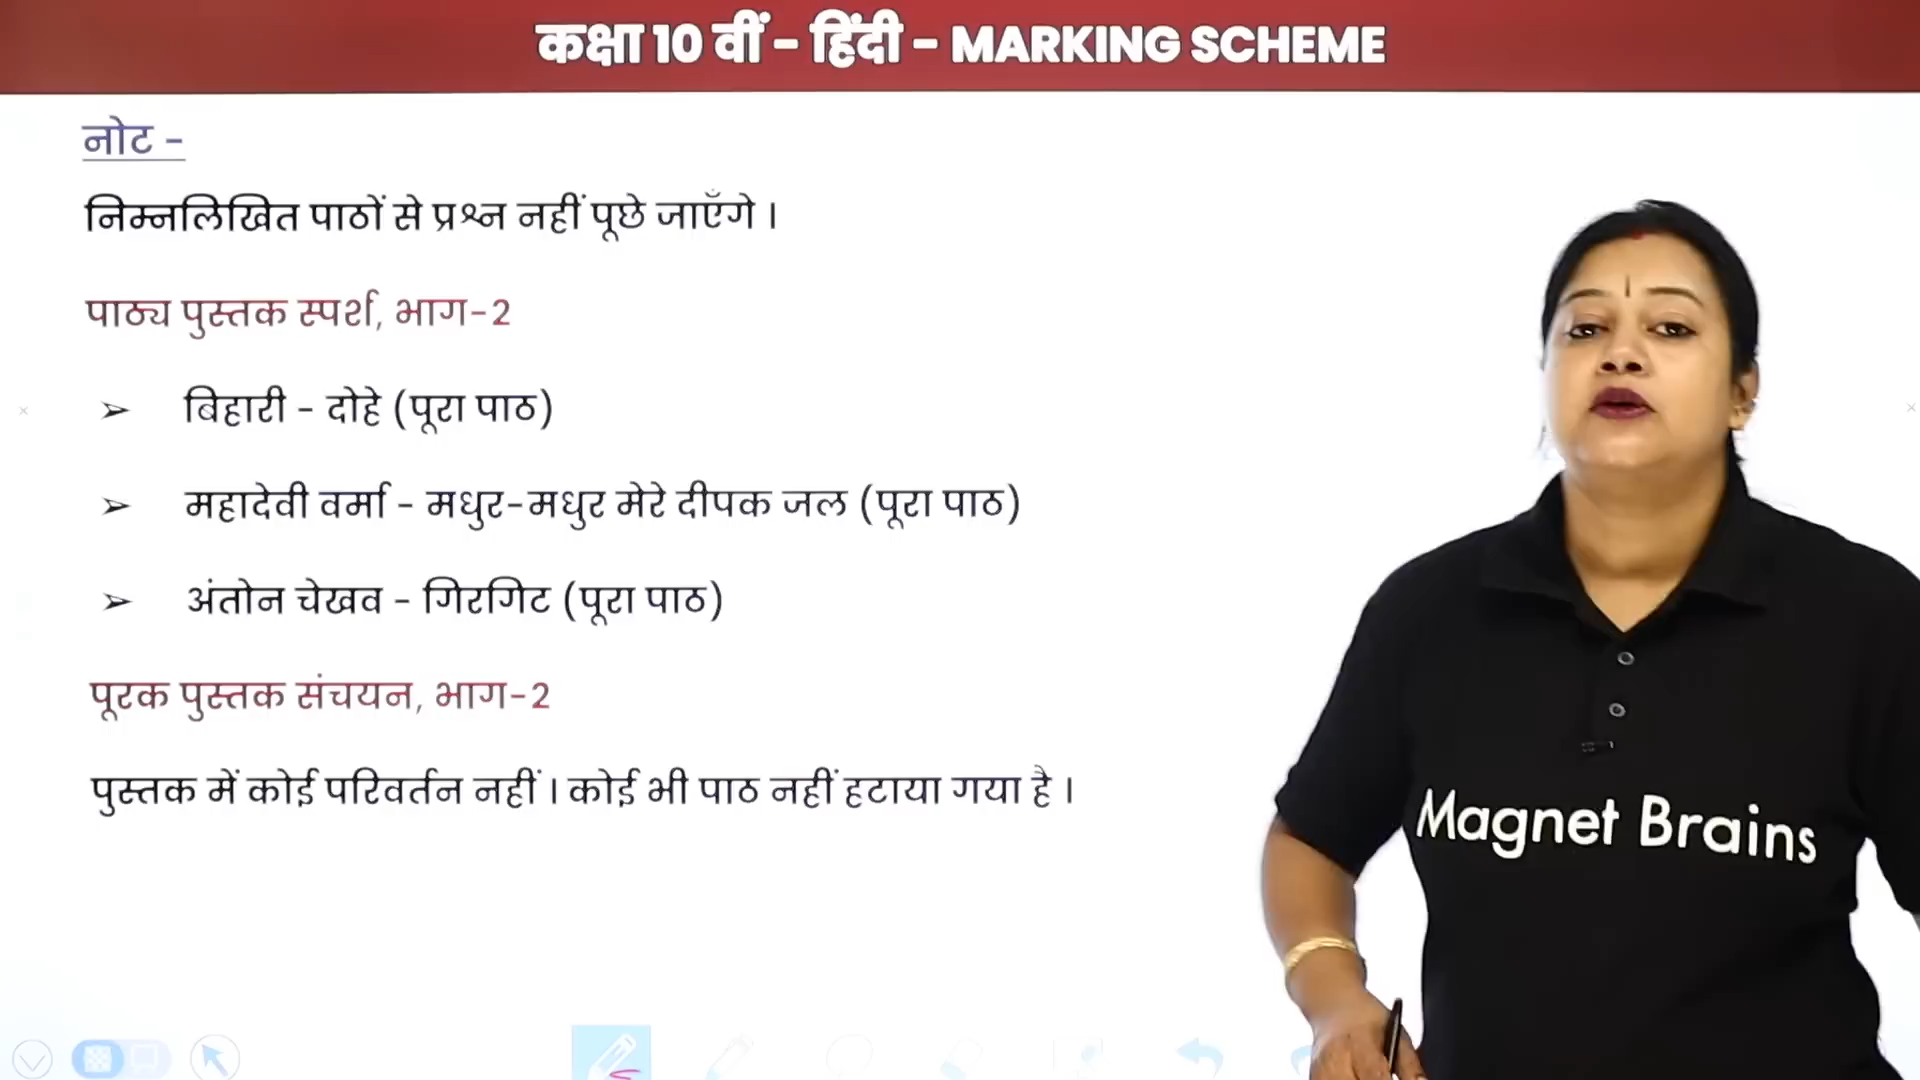 कक्षा 10 वीं - हिंदी - MARKING SCHEME
नोट -
निम्नलिखित पाठों से प्रश्न नहीं पूछे जाएँगे ।
पाठ्य पुस्तक स्पर्श, भाग-2
➢ बिहारी - दोहे (पूरा पाठ)
➢ महादेवी वर्मा - मधुर-मधुर मेरे दीपक जल (पूरा पाठ)
➢ अंतोन चेखव - गिरगिट (पूरा पाठ)
पूरक पुस्तक संचयन, भाग-2
पुस्तक में कोई परिवर्तन नहीं । कोई भी पाठ नहीं हटाया गया है ।
Magnet Brains